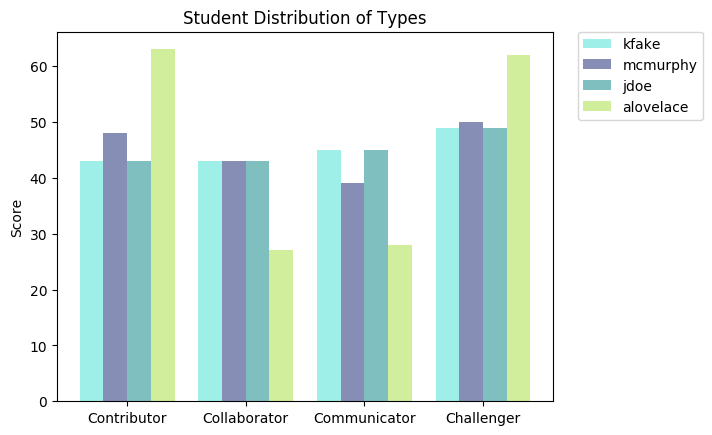 Student Distribution of Types
kfake
mcmurphy
jdoe
alovelace
Score
60
50
40
30
20
10
0
Contributor Collaborator Communicator Challenger